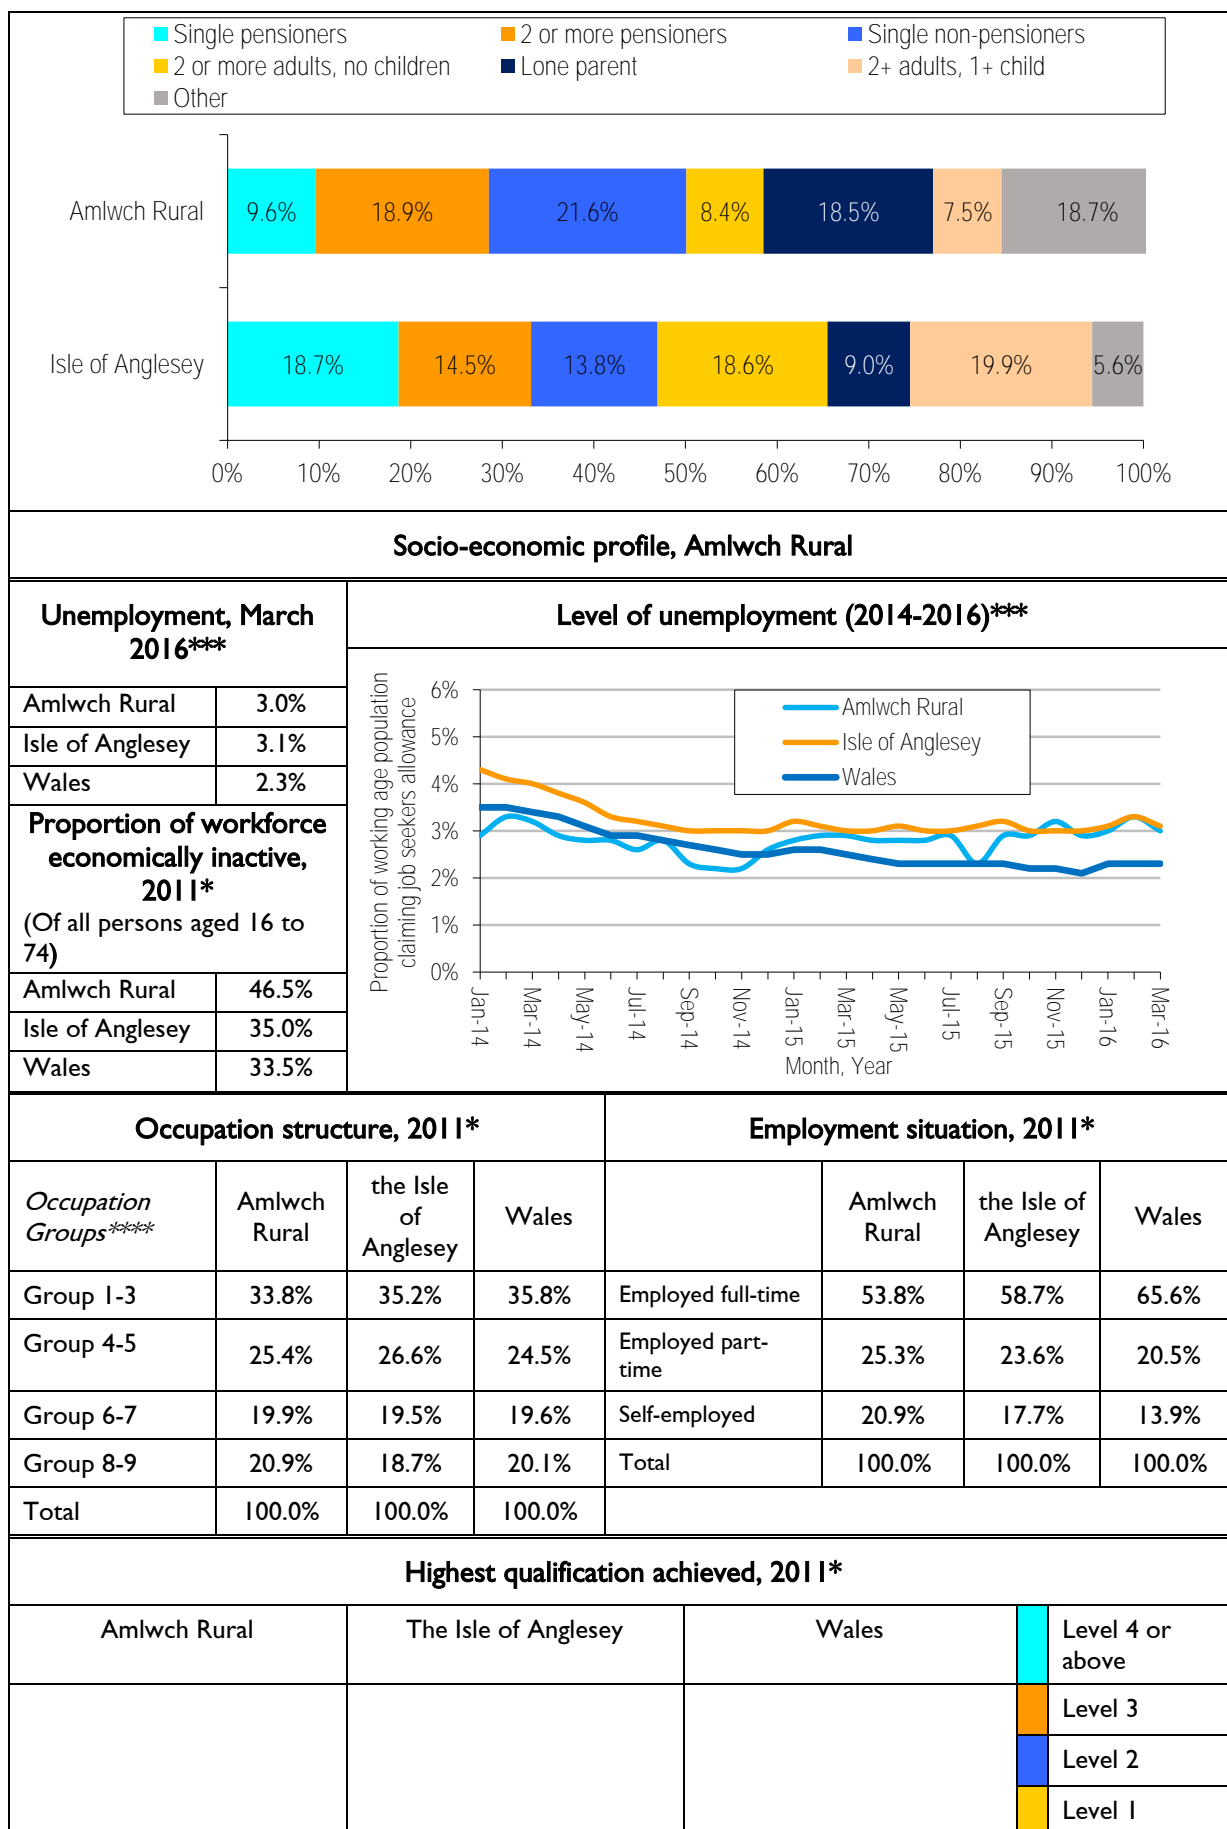 Single pensioners
2 or more pensioners
Single non-pensioners
2 or more adults, no children
Lone parent
2+ adults, 1+ child
Other
Amlwch Rural
9.6%
18.9%
21.6%
8.4%
18.5%
7.5%
18.7%
Isle of Anglesey
18.7%
14.5%
13.8%
18.6%
9.0%
19.9%
5.6%
0%
10%
20%
30%
40%
50%
60%
70%
80%
90%
100%
Socio-economic profile, Amlwch Rural
Unemployment, March
2016***
Amlwch Rural 3.0%
Isle of Anglesey 3.1%
Wales 2.3%
Proportion of workforce
economically inactive,
2011*
(Of all persons aged 16 to
74)
Amlwch Rural 46.5%
Isle of Anglesey 35.0%
Wales 33.5%
Level of unemployment (2014-2016)***
Proportion of working age population
claiming job seekers allowance
6%
5%
4%
3%
2%
1%
0%
Amlwch Rural
Isle of Anglesey
Wales
Jan-14
Mar-14
May-14
Jul-14
Sep-14
Nov-14
Jan-15
Mar-15
May-15
Jul-15
Sep-15
Nov-15
Jan-16
Mar-16
Month, Year
Occupation structure, 2011*
Occupation
Groups****
Amlwch
Rural
the Isle
of
Anglesey
Wales
Group 1-3 33.8% 35.2% 35.8%
Group 4-5 25.4% 26.6% 24.5%
Group 6-7 19.9% 19.5% 19.6%
Group 8-9 20.9% 18.7% 20.1%
Total 100.0% 100.0% 100.0%
Employment situation, 2011*
Amlwch
Rural
the Isle of
Anglesey
Wales
Employed full-time 53.8% 58.7% 65.6%
Employed part-
time 25.3% 23.6% 20.5%
Self-employed 20.9% 17.7% 13.9%
Total 100.0% 100.0% 100.0%
Highest qualification achieved, 2011*
Amlwch Rural
The Isle of Anglesey
Wales
Level 4 or
above
Level 3
Level 2
Level 1